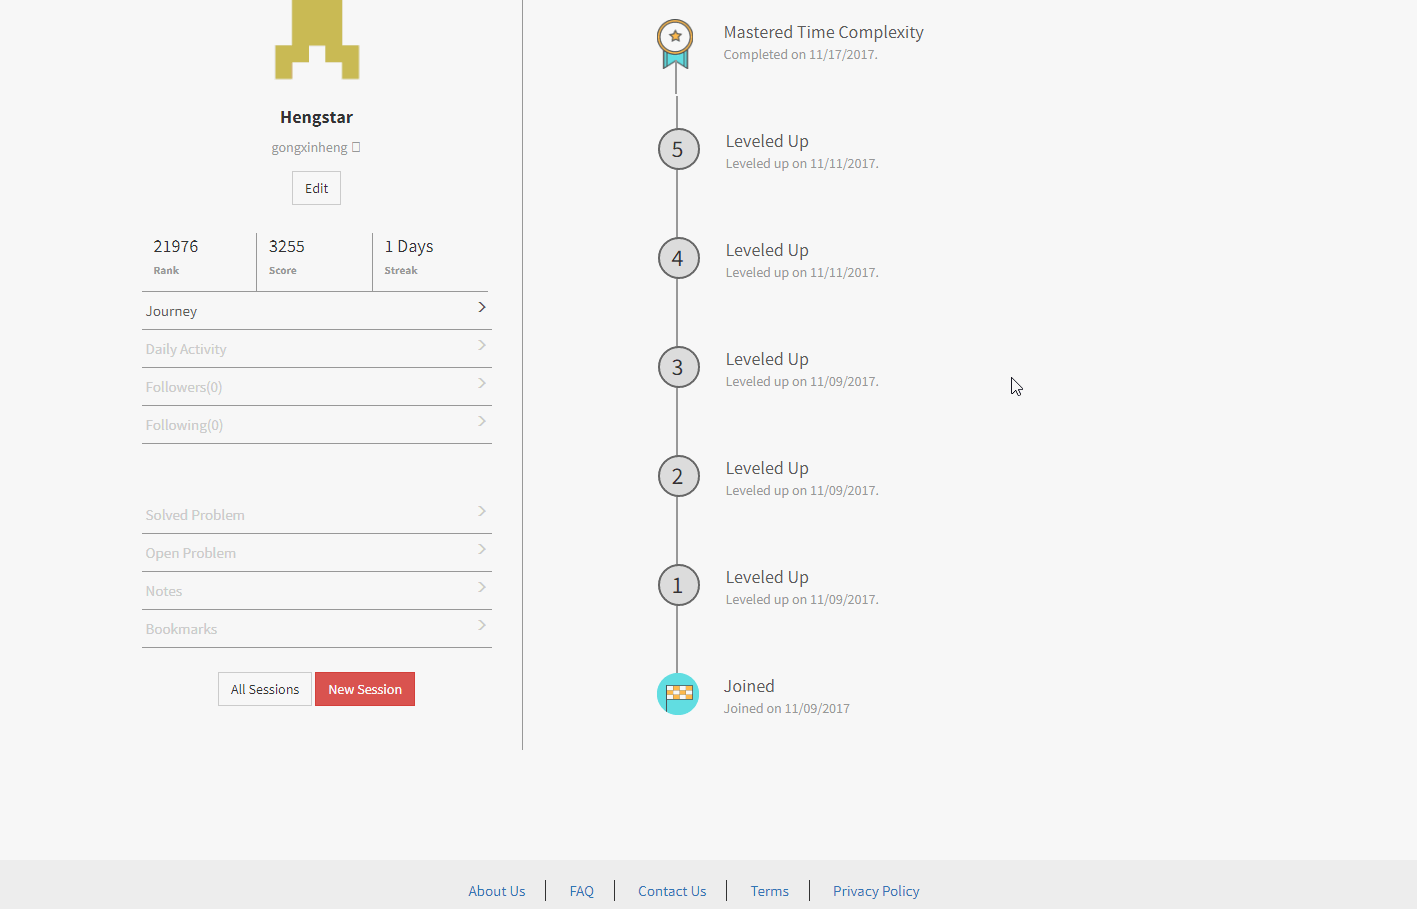 Hengstar
gongxinheng
Edit
21976 3255 1 Days
Rank Score Streak
Journey
Daily Activity
Followers(0)
Following(0)
Solved Problem
Open Problem
Notes
Bookmarks
All Sessions New Session
Mastered Time Complexity
Completed on 11/17/2017.
5 Leveled Up
Leveled up on 11/11/2017.
4 Leveled Up
Leveled up on 11/11/2017.
3 Leveled Up
Leveled up on 11/09/2017.
2 Leveled Up
Leveled up on 11/09/2017.
1 Leveled Up
Leveled up on 11/09/2017.
Joined
Joined on 11/09/2017
About Us FAQ Contact Us Terms Privacy Policy